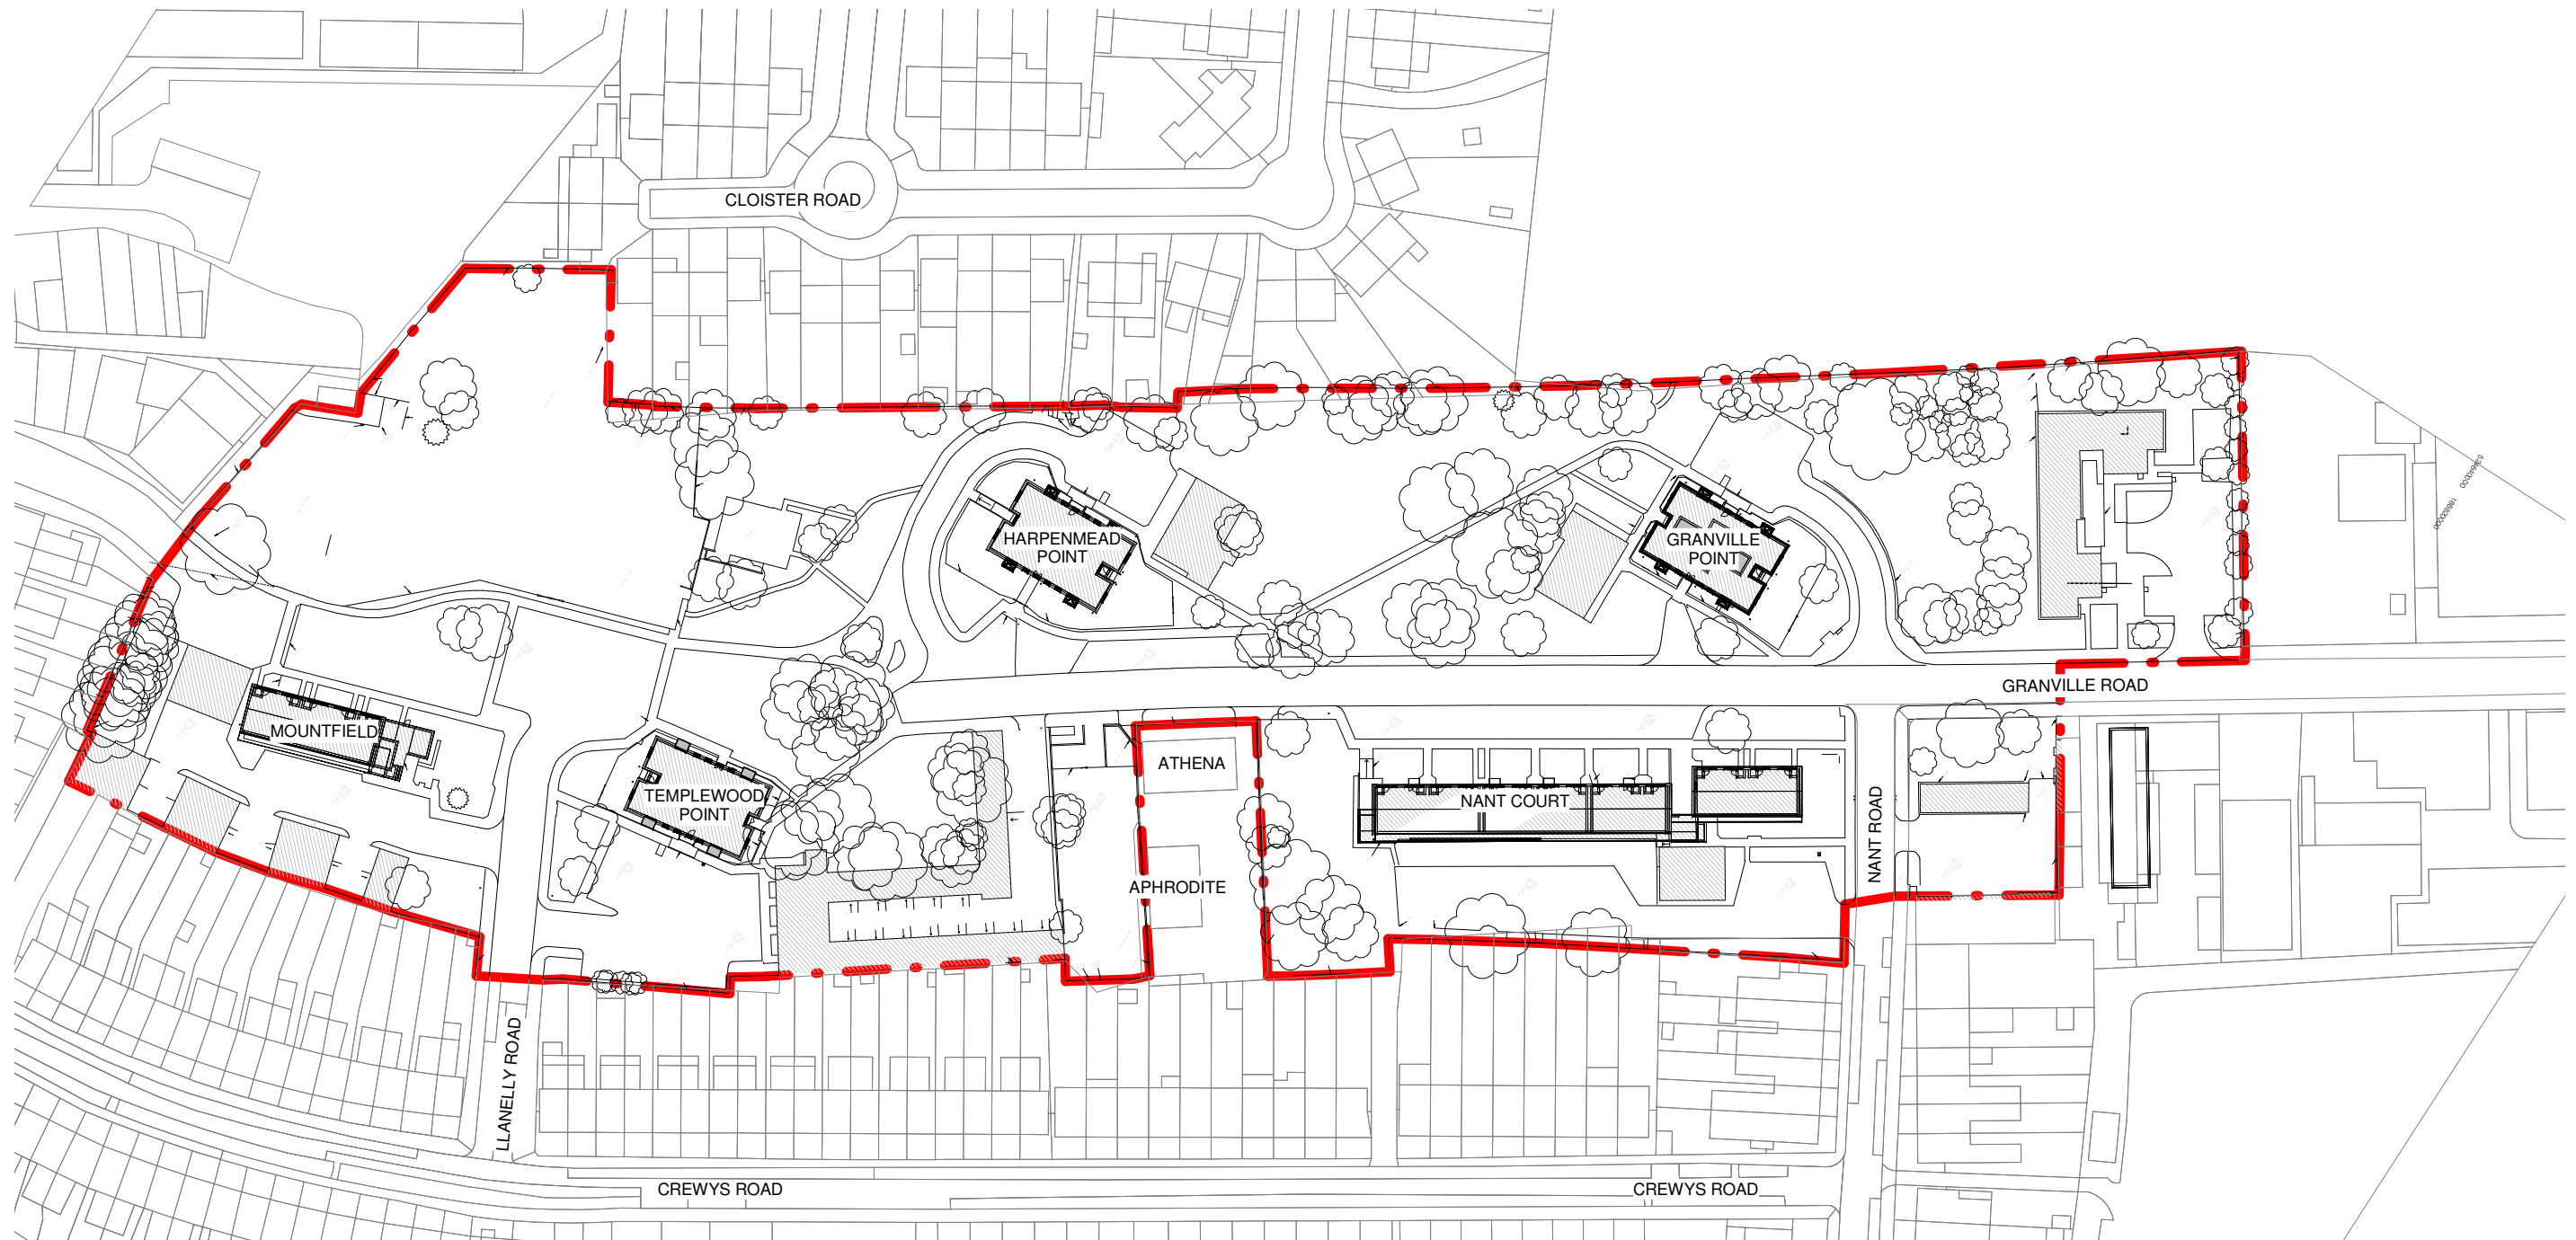 CLOISTER ROAD
HARPENMEAD
POINT
GRANVILLE
POINT
GRANVILLE ROAD
MOUNTFIELD
TEMPLEWOOD
POINT
ATHENA
NANT COURT
NANT ROAD
APHRODITE
LLANELLY ROAD
CREWYS ROAD
CREWYS ROAD